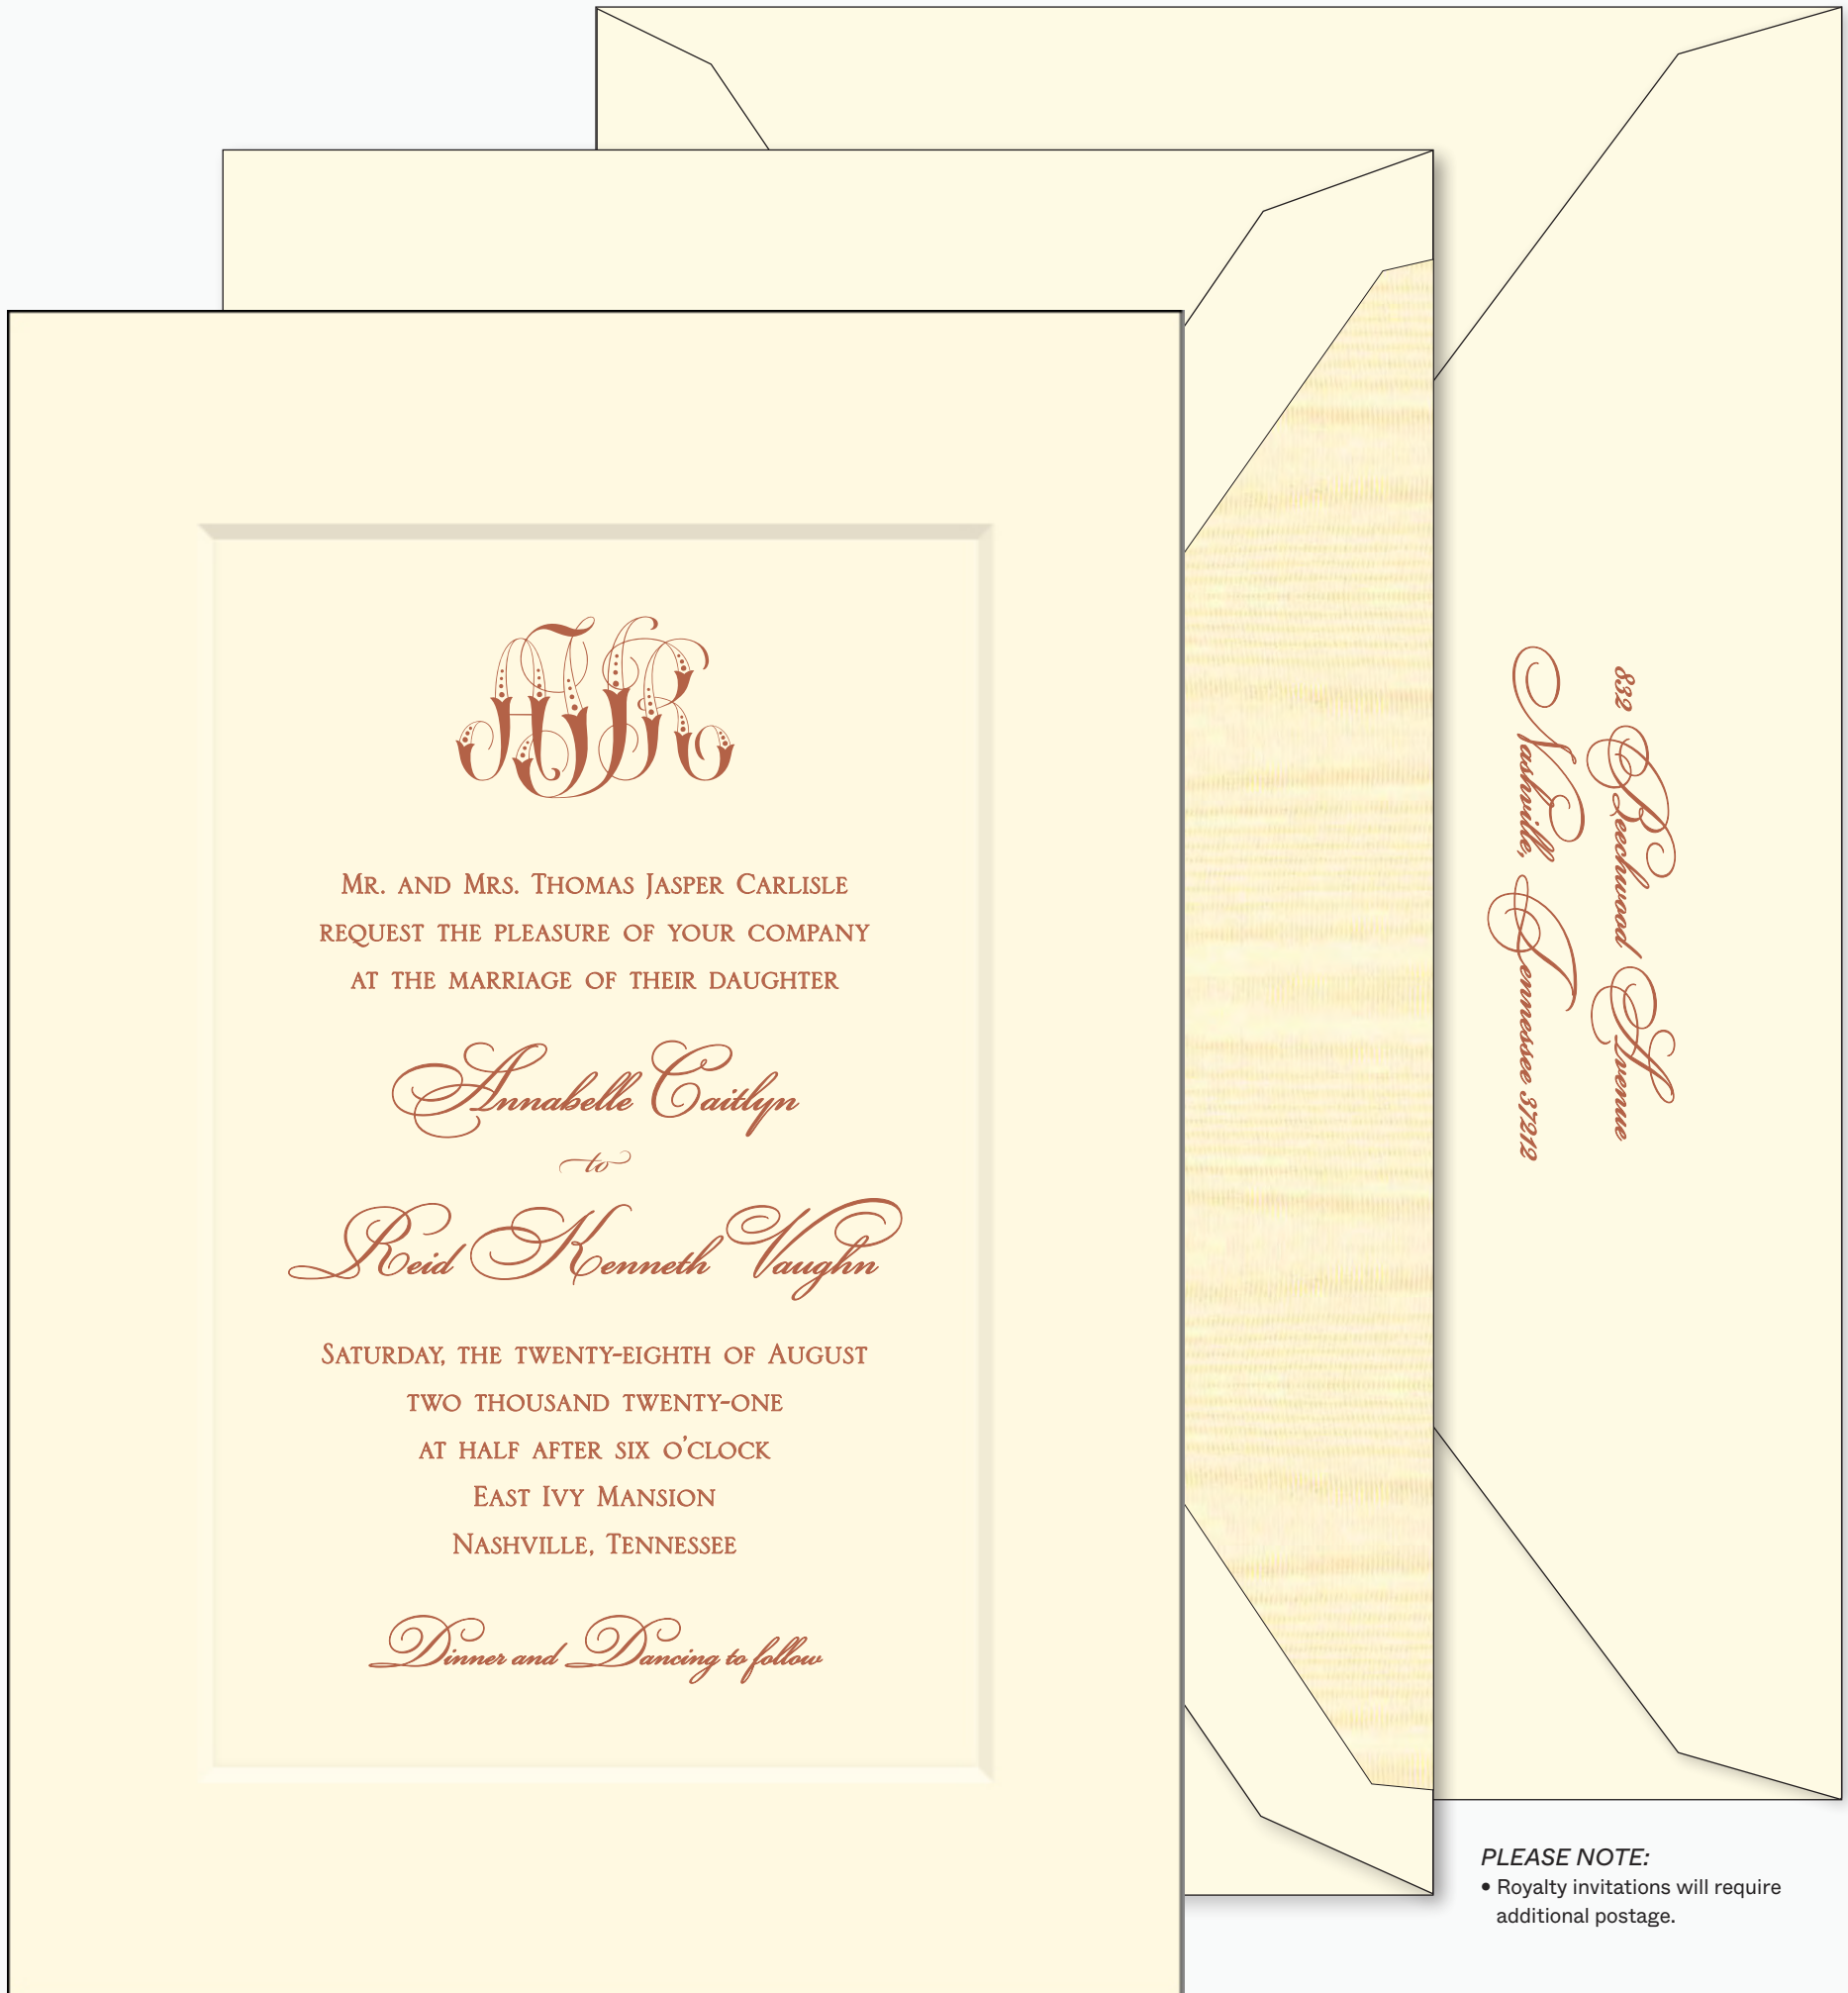 Mr. and Mrs. Thomas Jasper Carlisle
request the pleasure of your company
at the marriage of their daughter
Annabelle Caitlyn
to
Reid Kenneth Vaughn
Saturday, the twenty-eighth of August
two thousand twenty-one
at half after six o'clock
East Ivy Mansion
Nashville, Tennessee
Dinner and Dancing to follow
832 Beechwood Avenue
Nashville, Tennessee 37212
PLEASE NOTE:
• Royalty invitations will require
additional postage.